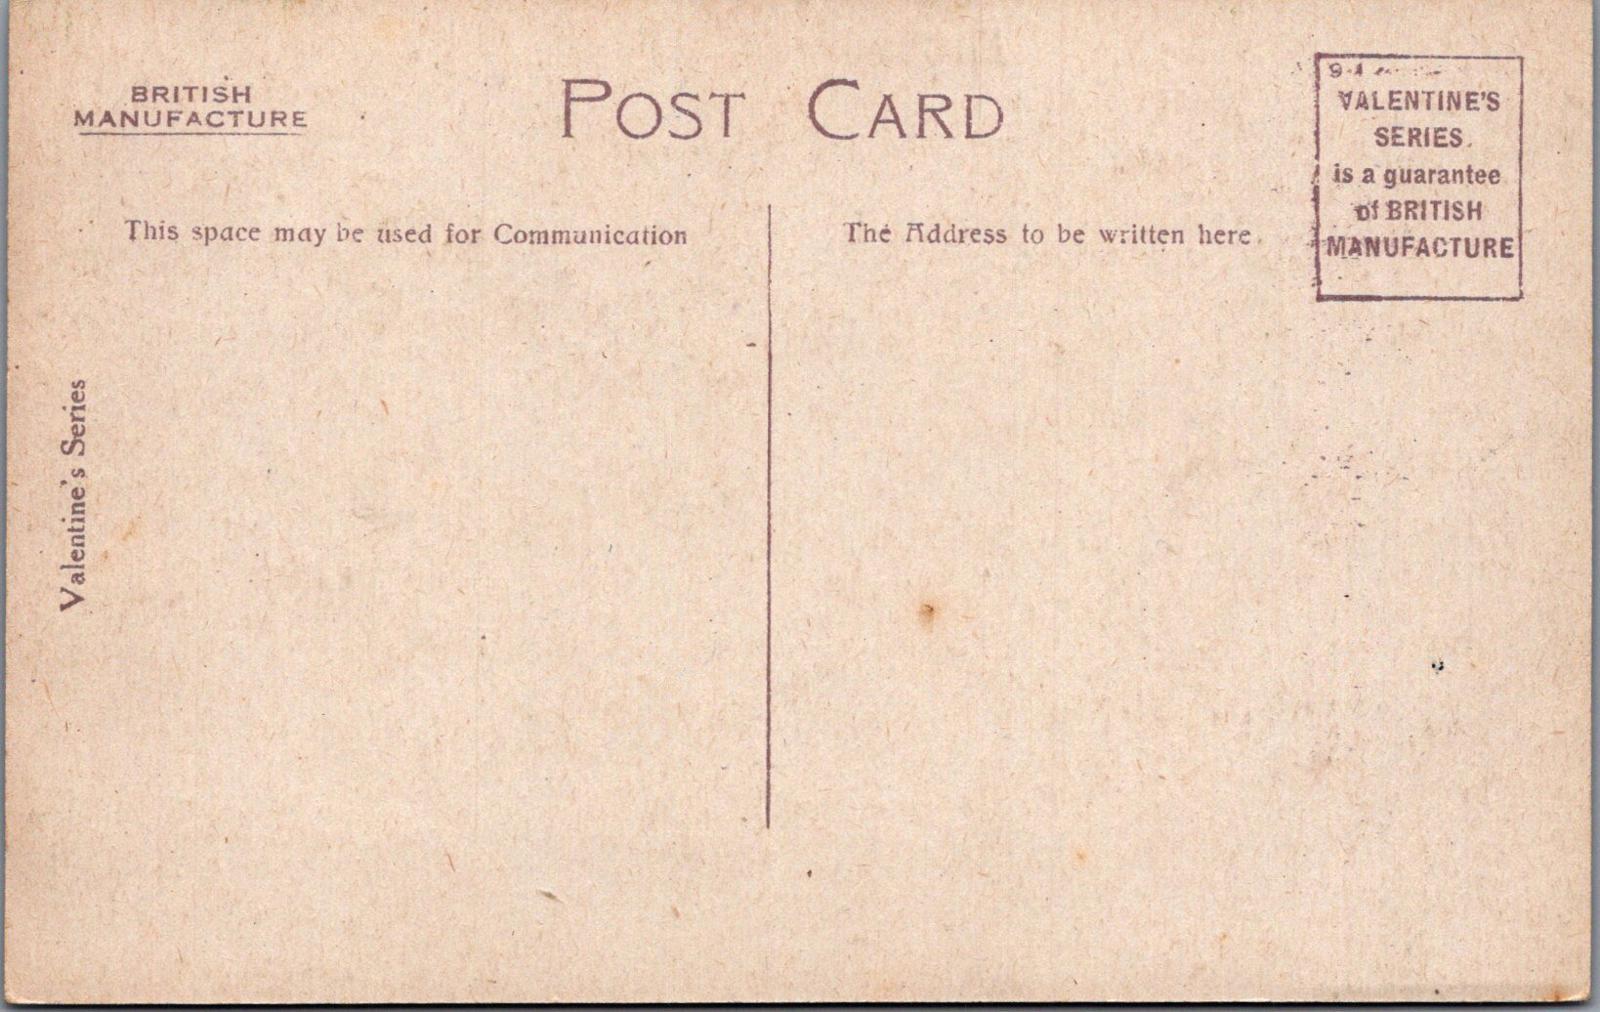 BRITISH
MANUFACTURE
POST CARD
VALENTINE'S
SERIES.
is a guarantee
of BRITISH
MANUFACTURE
This space may be used for Communication
The Address to be written here.
Valentine's Series